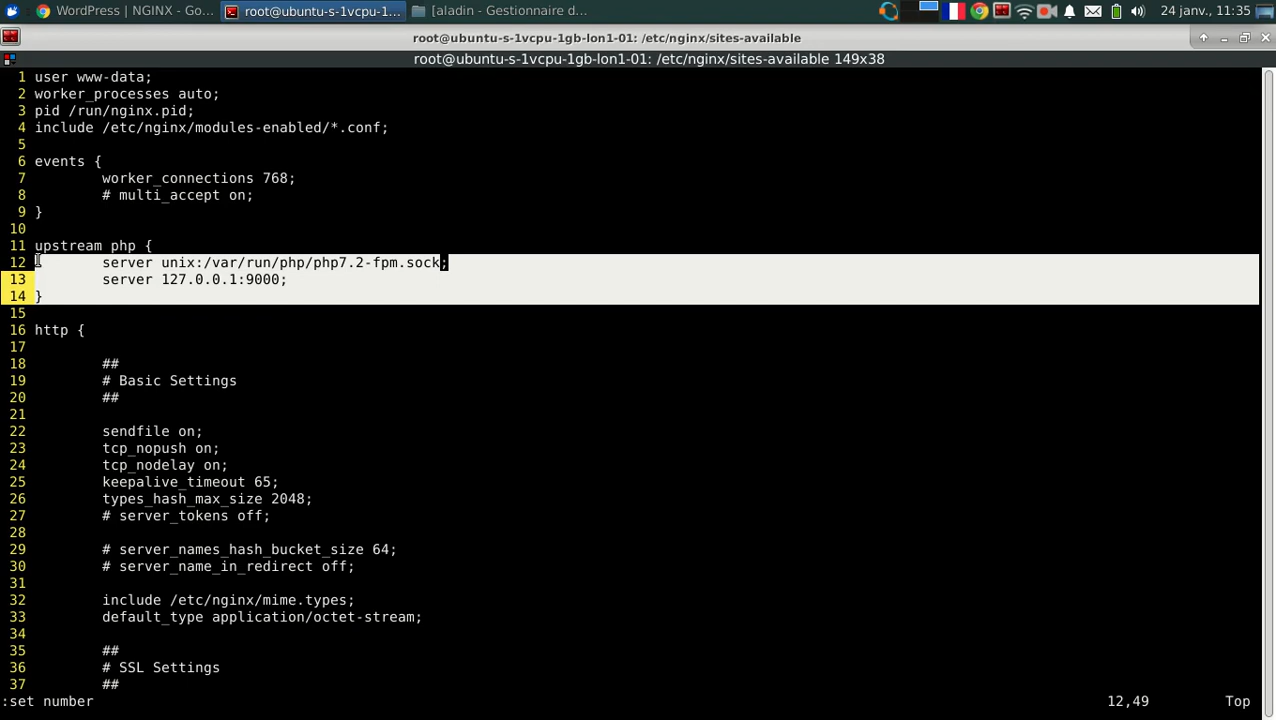 WordPress | NGINX - Go...
root@ubuntu-s-1vcpu-1...
[aladin - Gestionnaire d...
24 janv., 11:35
root@ubuntu-s-1vcpu-1gb-lon1-01: /etc/nginx/sites-available
root@ubuntu-s-1vcpu-1gb-lon1-01: /etc/nginx/sites-available 149x38
1 user www-data;
2 worker_processes auto;
3 pid /run/nginx.pid;
4 include /etc/nginx/modules-enabled/*.conf;
5
6 events {
7 worker_connections 768;
8 # multi_accept on;
9 }
10
11 upstream php {
12 server unix:/var/run/php/php7.2-fpm.sock;
13 server 127.0.0.1:9000;
14 }
15
16 http {
17
18 ##
19 # Basic Settings
20 ##
21
22 sendfile on;
23 tcp_nopush on;
24 tcp_nodelay on;
25 keepalive_timeout 65;
26 types_hash_max_size 2048;
27 # server_tokens off;
28
29 # server_names_hash_bucket_size 64;
30 # server_name_in_redirect off;
31
32 include /etc/nginx/mime.types;
33 default_type application/octet-stream;
34
35 ##
36 # SSL Settings
37 ##
:set number 12,49 Top